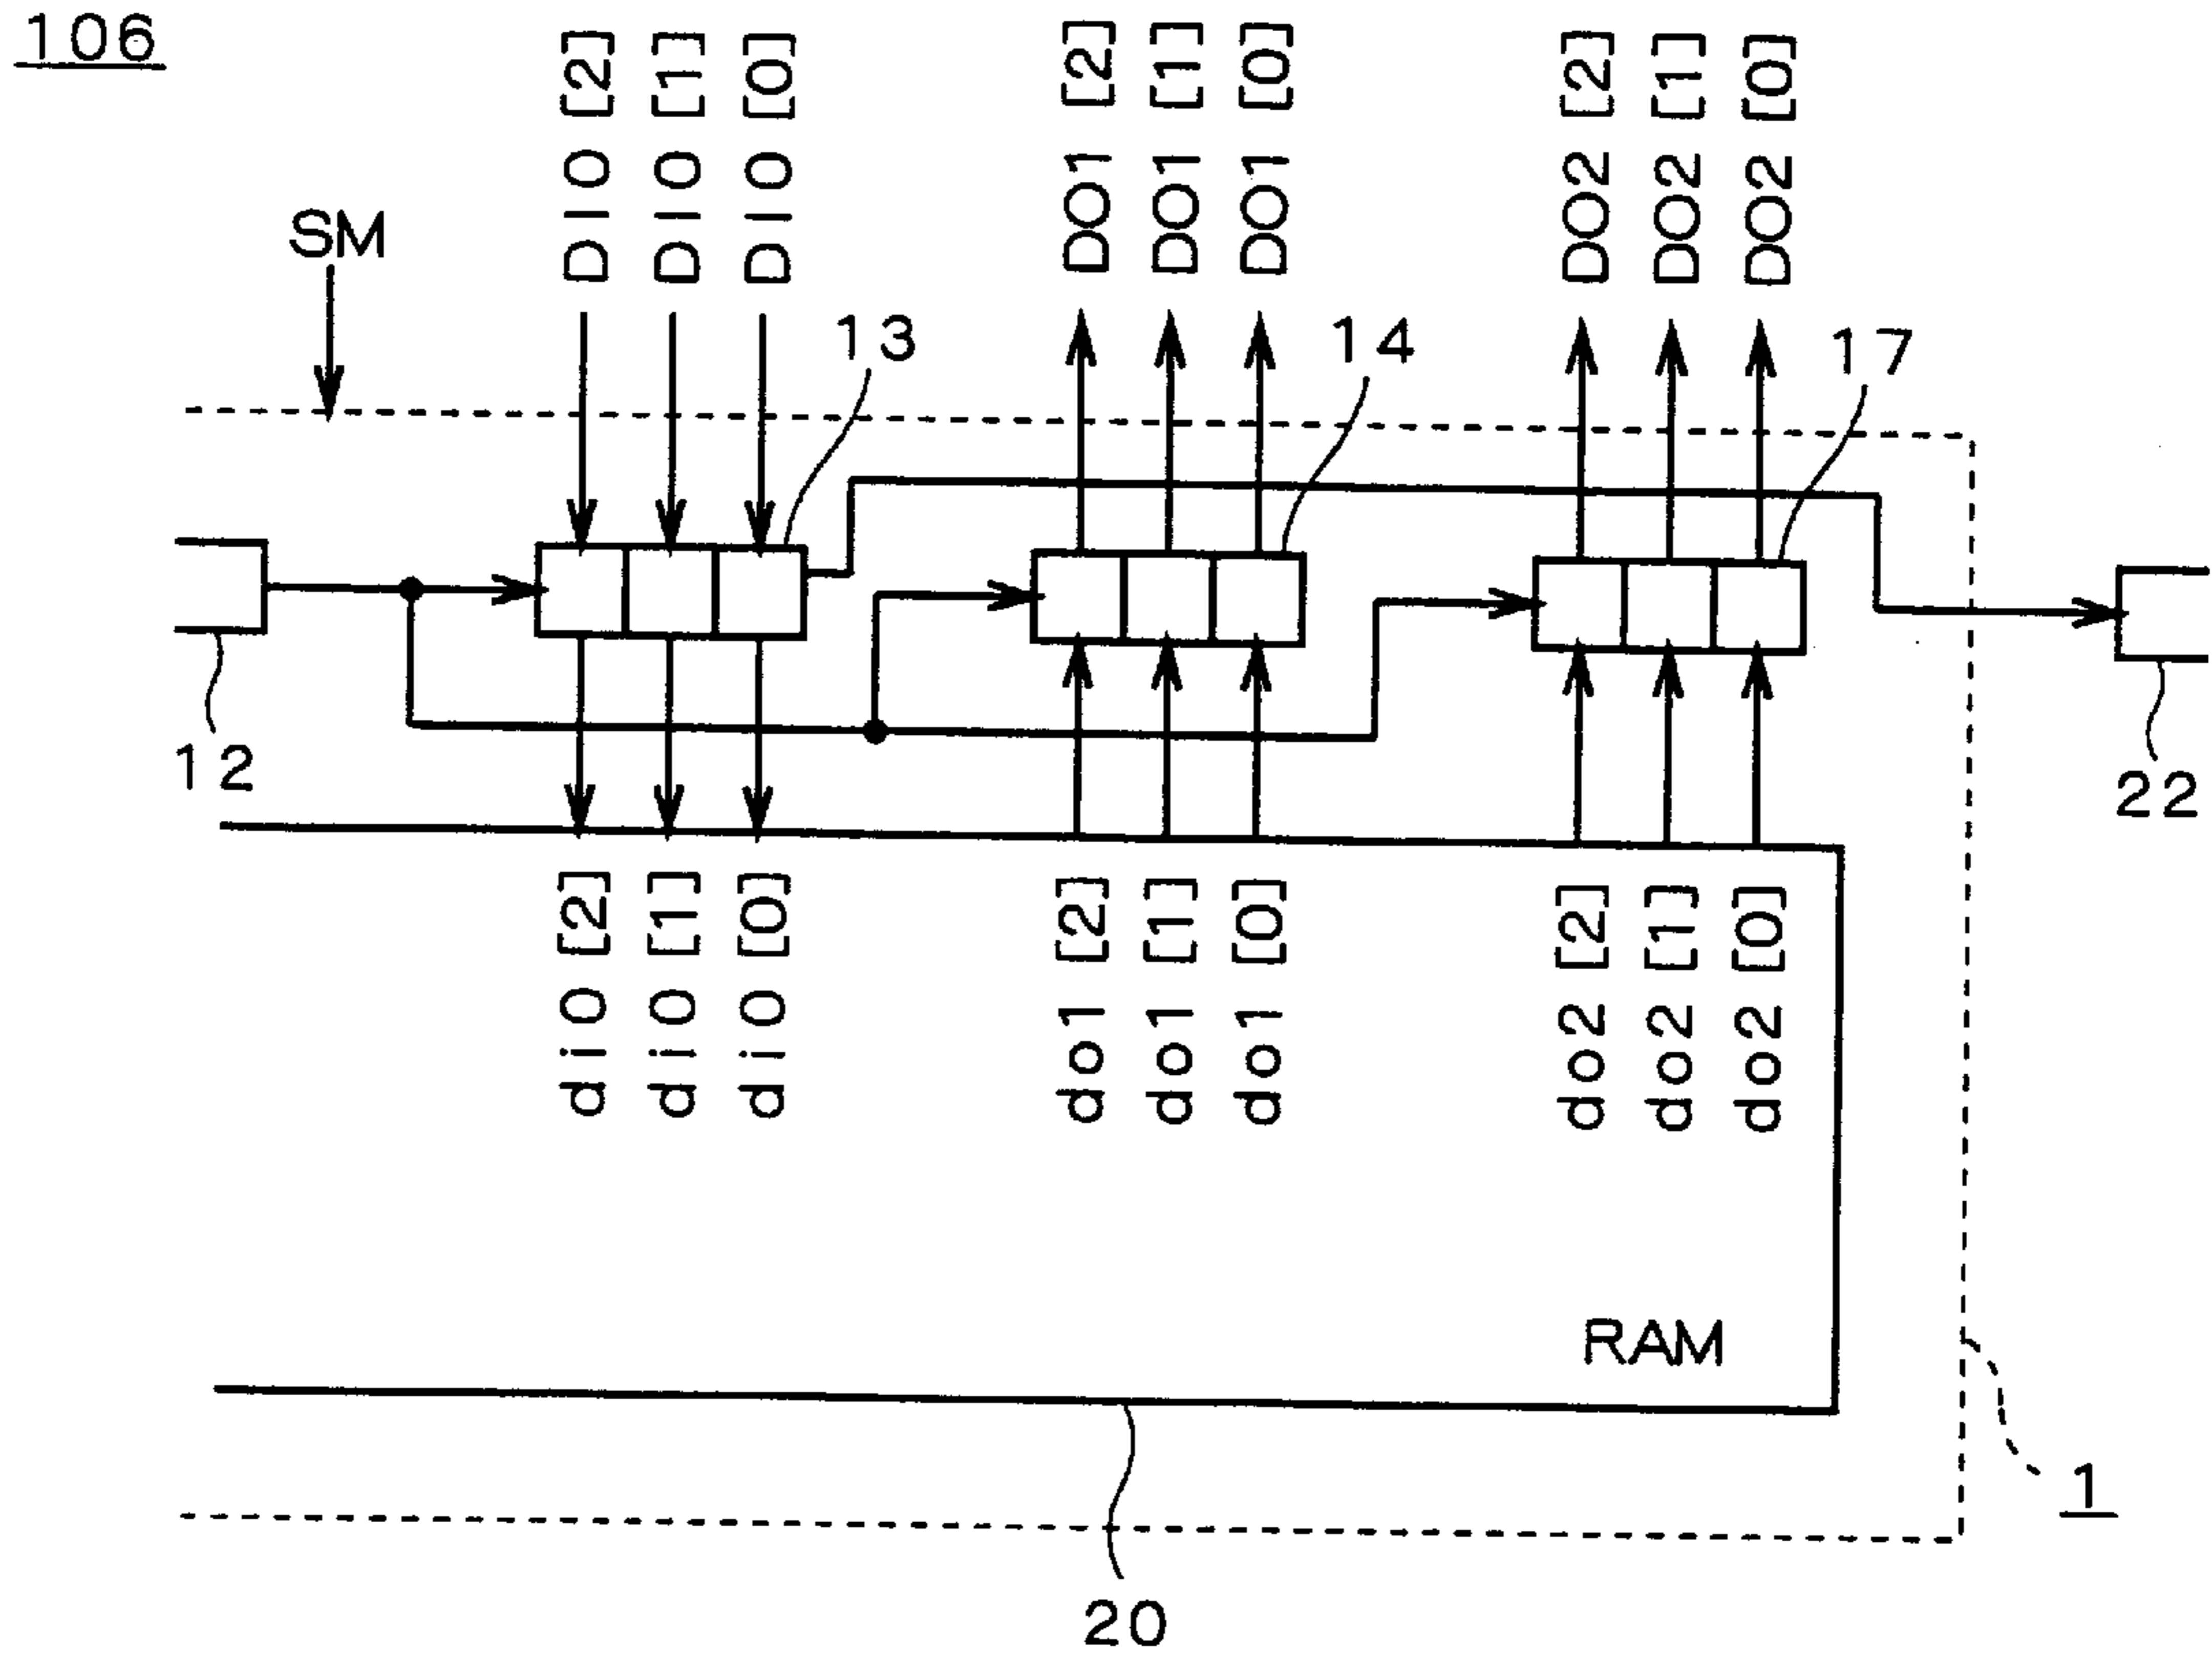 106
DI0 [2]
DI0 [1]
DI0 [0]
DO1 [2]
DO1 [1]
DO1 [0]
DO2 [2]
DO2 [1]
DO2 [0]
SM
13
14
17
12
22
di0 [2]
di0 [1]
di0 [0]
do1 [2]
do1 [1]
do1 [0]
do2 [2]
do2 [1]
do2 [0]
RAM
1
20